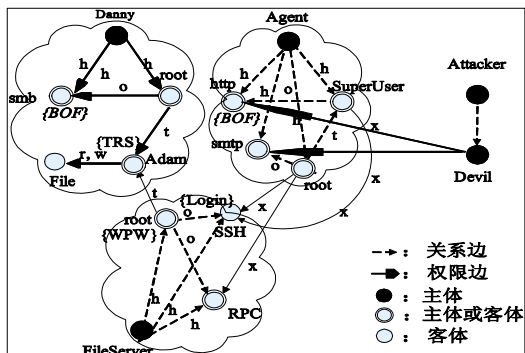 Danny
Agent
h
h
h
h
o
h
root
http
SuperUser
Attacker
smb
o
{BOF}
{BOF}
h
x
t
t
{TRS}
smtp
r, w
Adam
o
root
Devil
File
{Login}
x
x
t
root
o
SSH
{WPW}
o
x
关系边
权限边
h
h
h
RPC
主体
主体或客体
FileServer
客体